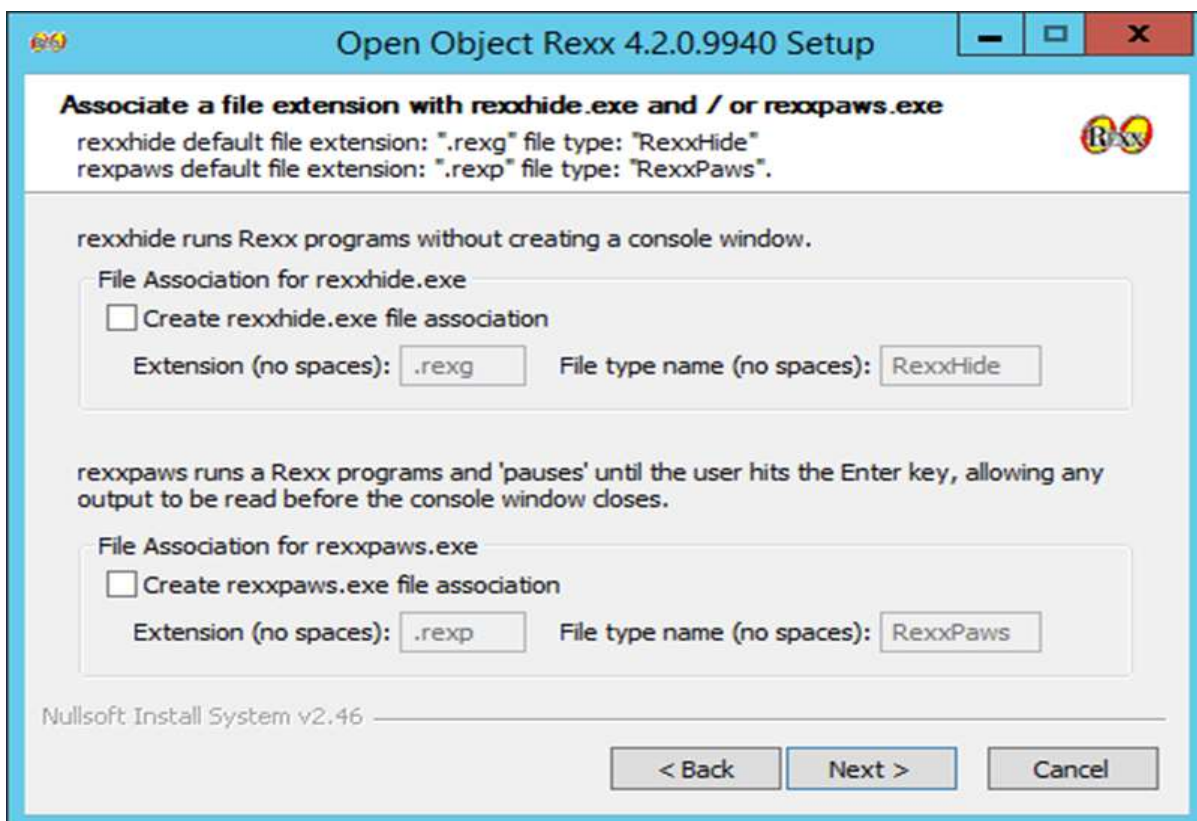 Open Object Rexx 4.2.0.9940 Setup
Associate a file extension with rexxhide.exe and / or rexxpaws.exe
rexxhide default file extension: ".rexg" file type: "RexxHide"
rexpaws default file extension: ".rexp" file type: "RexxPaws".
Rexx
rexxhide runs Rexx programs without creating a console window.
File Association for rexxhide.exe
Create rexxhide.exe file association
Extension (no spaces): .rexg File type name (no spaces): RexxHide
rexxpaws runs a Rexx programs and 'pauses' until the user hits the Enter key, allowing any
output to be read before the console window closes.
File Association for rexxpaws.exe
Create rexxpaws.exe file association
Extension (no spaces): .rexp File type name (no spaces): RexxPaws
Nullsoft Install System v2.46
< Back Next > Cancel